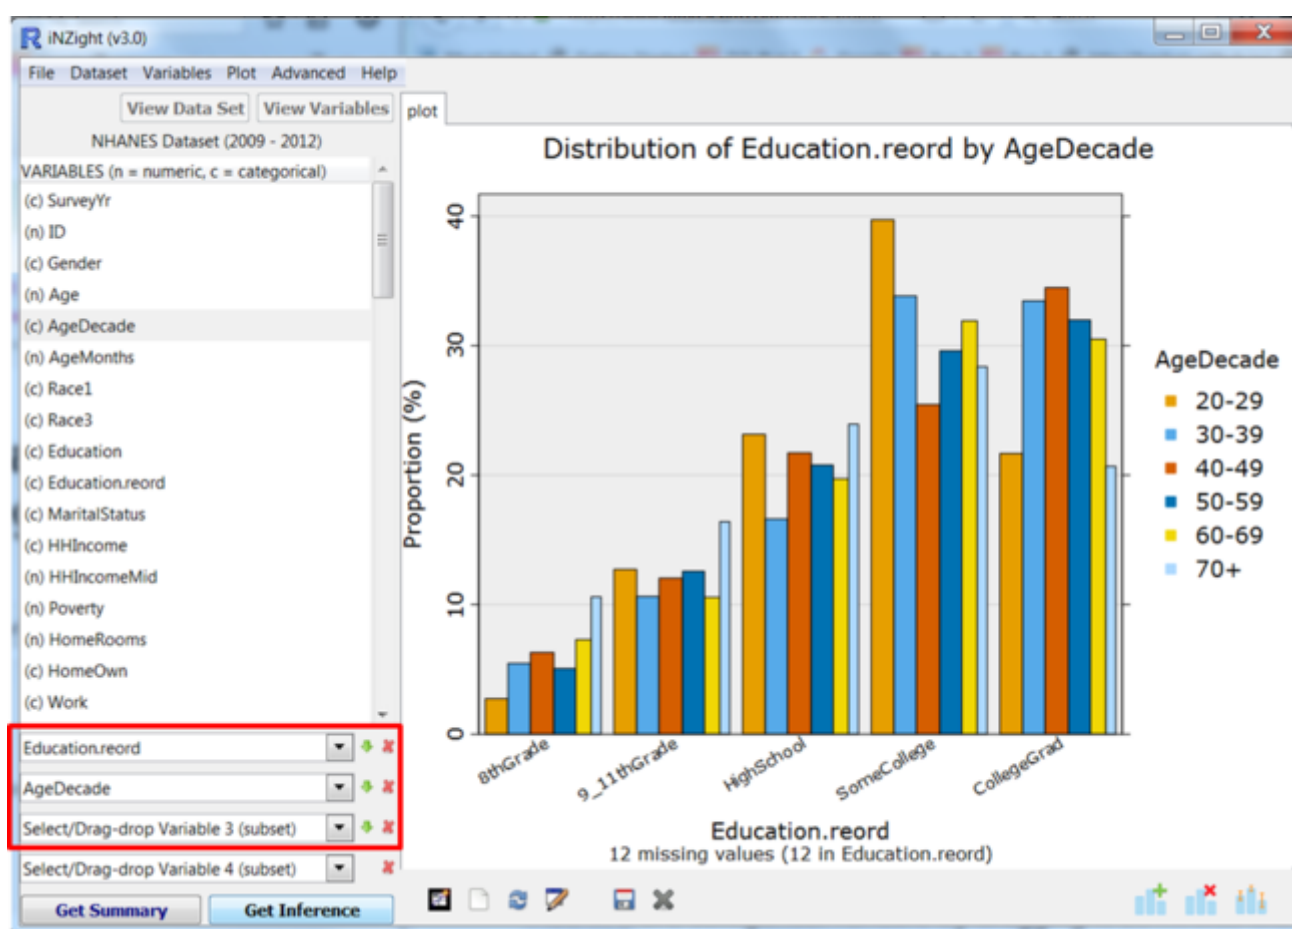 iNZight (v3.0)
File Dataset Variables Plot Advanced Help
View Data Set View Variables
plot
NHANES Dataset (2009 - 2012)
VARIABLES (n = numeric, c = categorical)
(c) SurveyYr
(n) ID
(c) Gender
(n) Age
(c) AgeDecade
(n) AgeMonths
(c) Race1
(c) Race3
(c) Education
(c) Education.reord
(c) MaritalStatus
(c) HHIncome
(n) HHIncomeMid
(n) Poverty
(n) HomeRooms
(c) HomeOwn
(c) Work
Education.reord
AgeDecade
Select/Drag-drop Variable 3 (subset)
Select/Drag-drop Variable 4 (subset)
Get Summary Get Inference
Distribution of Education.reord by AgeDecade
Proportion (%)
40
30
20
10
0
8thGrade
9_11thGrade
HighSchool
SomeCollege
CollegeGrad
Education.reord
12 missing values (12 in Education.reord)
AgeDecade
20-29
30-39
40-49
50-59
60-69
70+